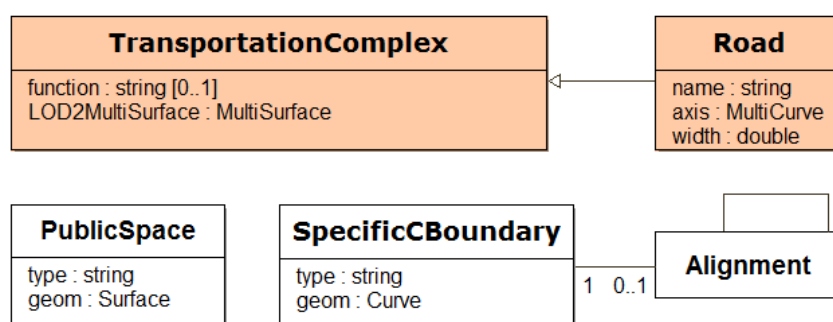 TransportationComplex
function : string [0..1]
LOD2MultiSurface : MultiSurface
Road
name : string
axis : MultiCurve
width : double
PublicSpace
type : string
geom : Surface
SpecificCBoundary
type : string
geom : Curve
1 0..1
Alignment